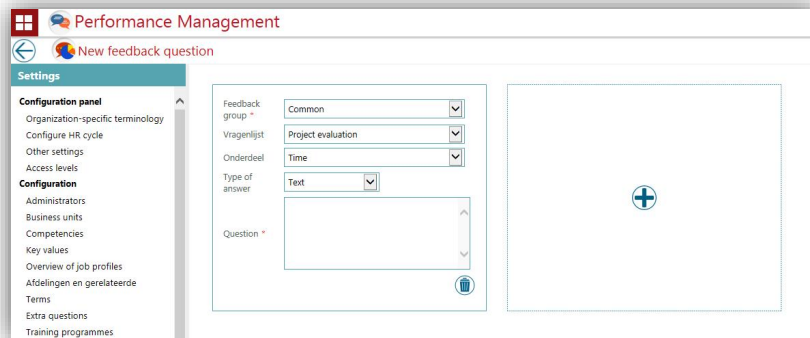 Performance Management
New feedback question
Settings
Configuration panel
Organization-specific terminology
Configure HR cycle
Other settings
Access levels
Configuration
Administrators
Business units
Competencies
Key values
Overview of job profiles
Afdelingen en gerelateerde
Terms
Extra questions
Training programmes
Feedback
group *
Common
Vragenlijst
Project evaluation
Onderdeel
Time
Type of
answer
Text
Question *